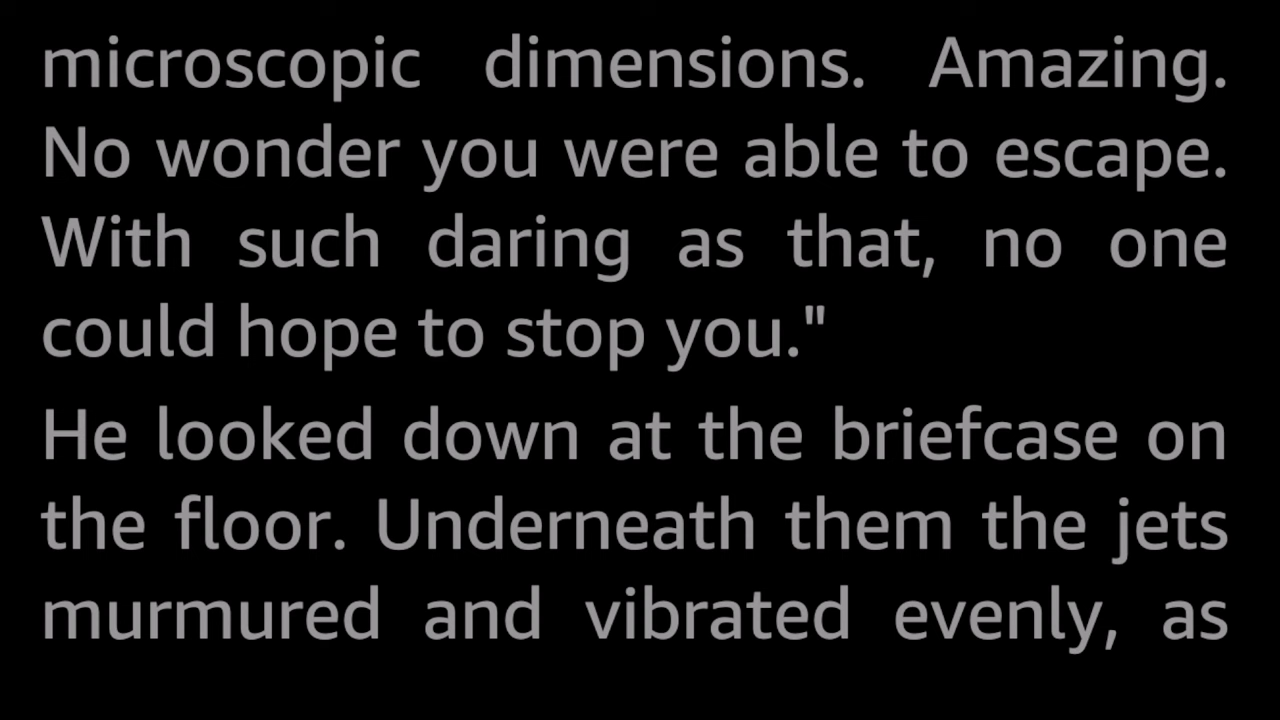 microscopic dimensions. Amazing.
No wonder you were able to escape.
With such daring as that, no one
could hope to stop you."
He looked down at the briefcase on
the floor. Underneath them the jets
murmured and vibrated evenly, as